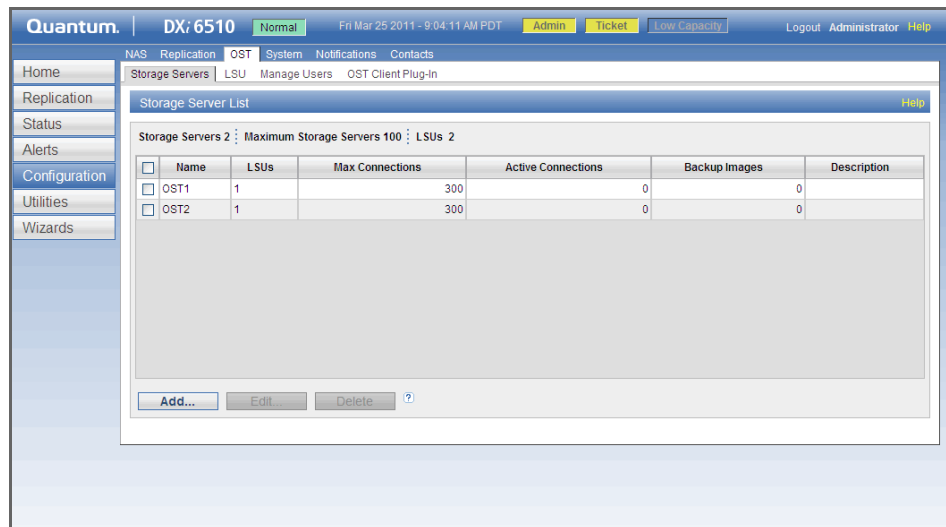 Quantum. DXi 6510 Normal Fri Mar 25 2011 - 9:04:11 AM PDT Admin Ticket Low Capacity Logout Administrator Help
NAS Replication OST System Notifications Contacts
Storage Servers LSU Manage Users OST Client Plug-In
Home
Replication
Status
Alerts
Configuration
Utilities
Wizards
Storage Server List Help
Storage Servers 2 Maximum Storage Servers 100 LSUs 2
Name LSUs Max Connections Active Connections Backup Images Description
OST1 1 300 0 0
OST2 1 300 0 0
Add... Edit... Delete ?